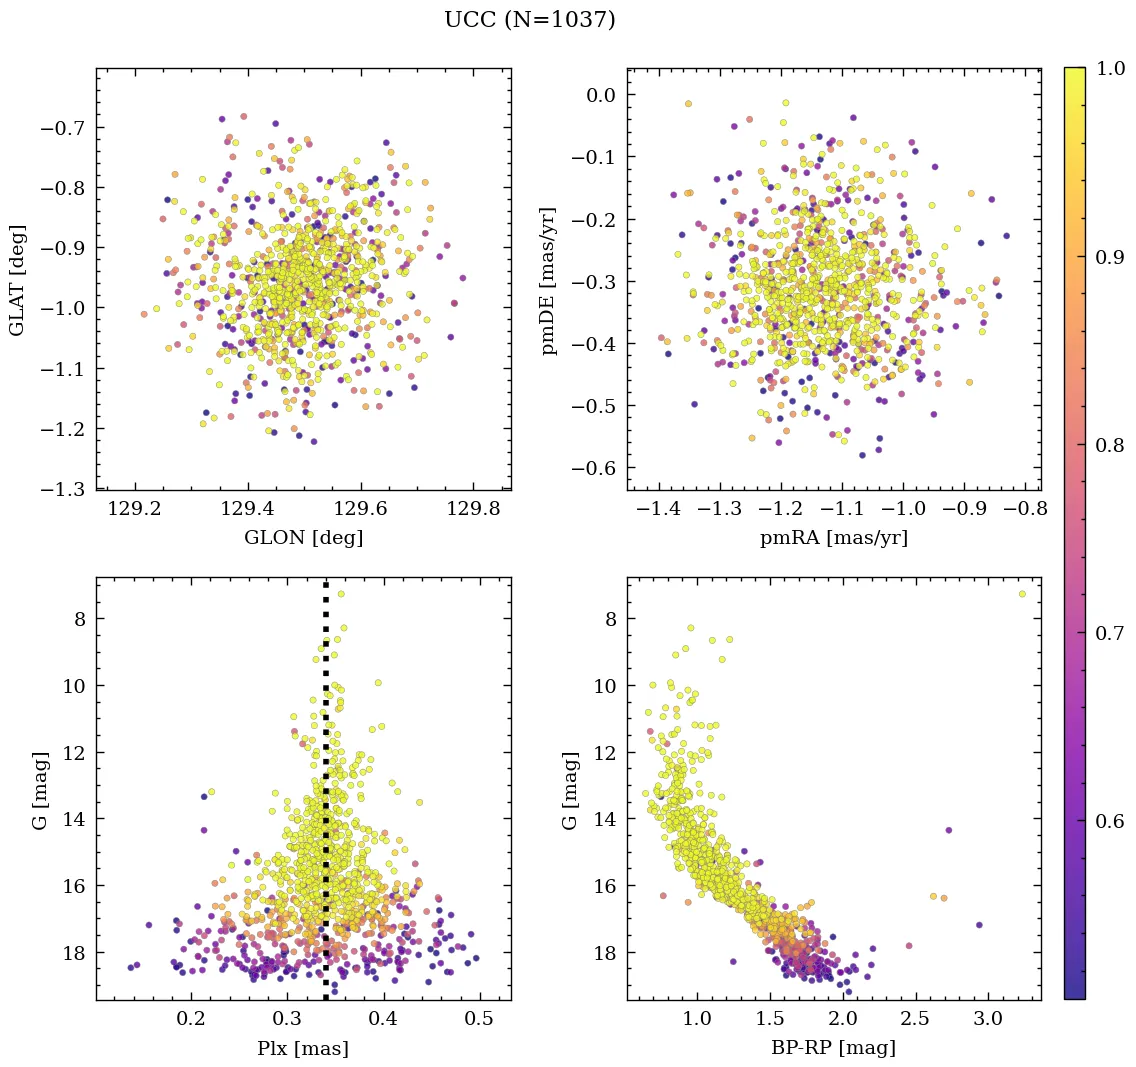 UCC (N=1037)
−0.7
−0.8
−0.9
−1.0
−1.1
−1.2
−1.3
GLAT [deg]
129.2 129.4 129.6 129.8
GLON [deg]
0.0
−0.1
−0.2
−0.3
−0.4
−0.5
−0.6
pmDE [mas/yr]
−1.4 −1.3 −1.2 −1.1 −1.0 −0.9 −0.8
pmRA [mas/yr]
8
10
12
14
16
18
G [mag]
0.2 0.3 0.4 0.5
Plx [mas]
8
10
12
14
16
18
G [mag]
1.0 1.5 2.0 2.5 3.0
BP-RP [mag]
1.0
0.9
0.8
0.7
0.6